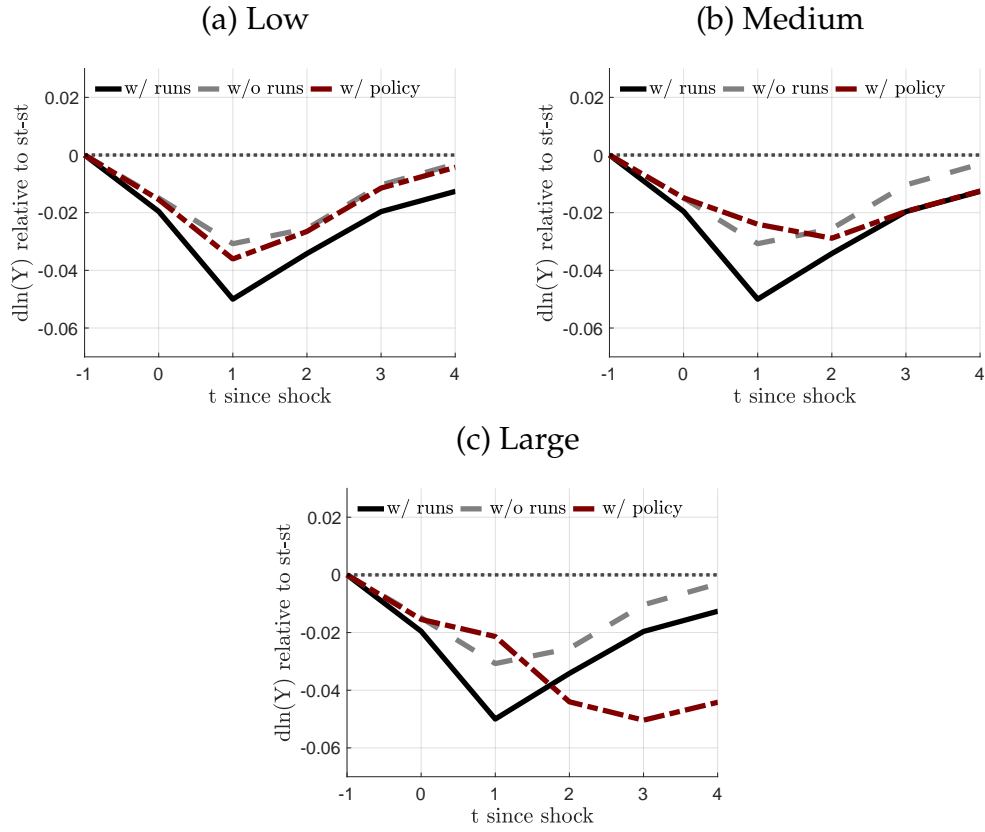 (a) Low
w/ runs w/o runs w/ policy
dln(Y) relative to st-st
0.02
0
-0.02
-0.04
-0.06
-1 0 1 2 3 4
t since shock
(b) Medium
w/ runs w/o runs w/ policy
dln(Y) relative to st-st
0.02
0
-0.02
-0.04
-0.06
-1 0 1 2 3 4
t since shock
(c) Large
w/ runs w/o runs w/ policy
dln(Y) relative to st-st
0.02
0
-0.02
-0.04
-0.06
-1 0 1 2 3 4
t since shock